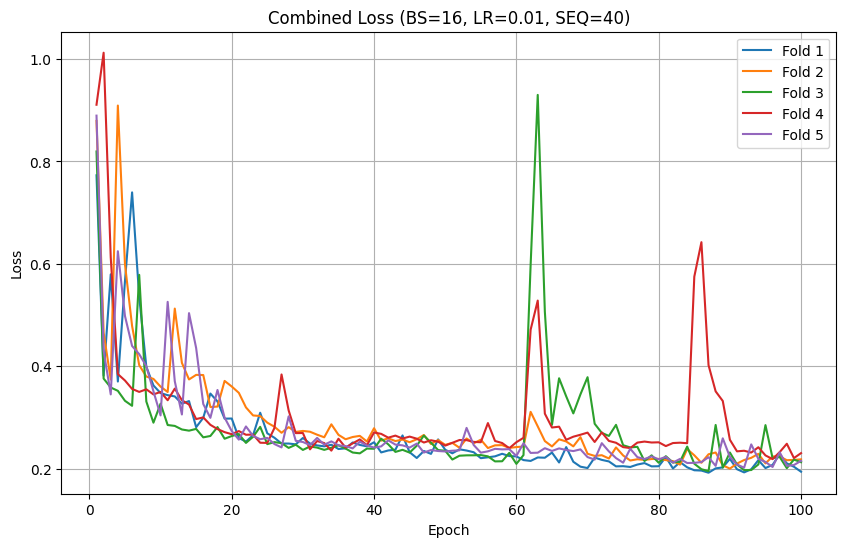 Combined Loss (BS=16, LR=0.01, SEQ=40)
Fold 1
Fold 2
Fold 3
Fold 4
Fold 5
Loss
1.0
0.8
0.6
0.4
0.2
0 20 40 60 80 100
Epoch